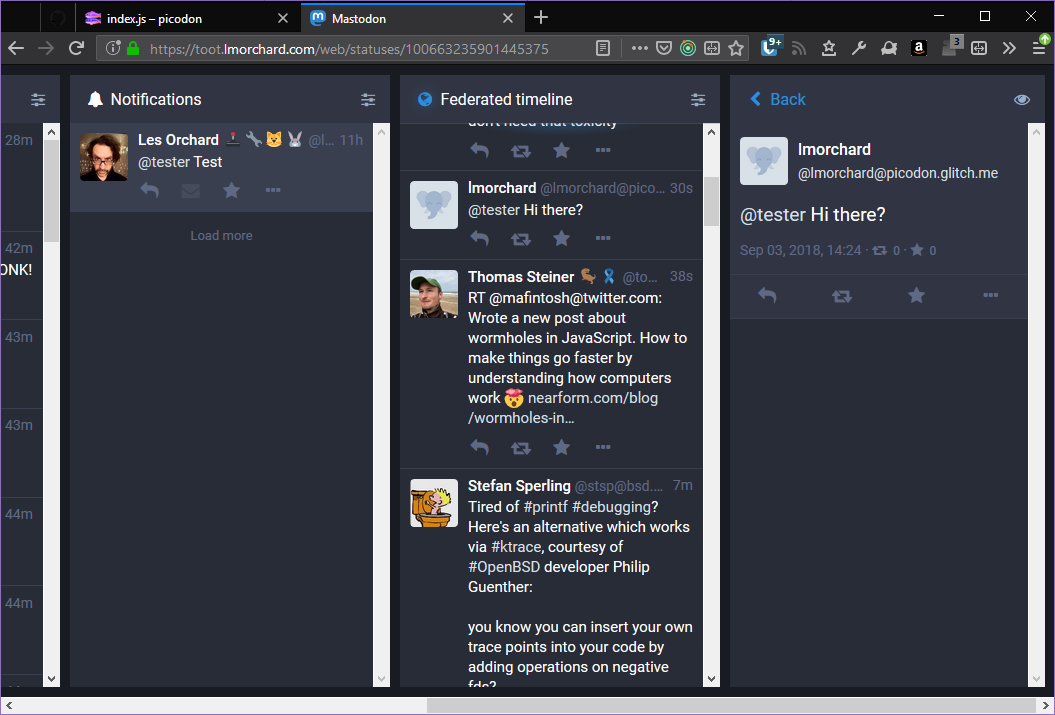 index.js – picodon
Mastodon
https://toot.lmorchard.com/web/statuses/100663235901445375
9+
a
3
28m
42m
ONK!
43m
43m
44m
44m
Notifications
Les Orchard @l... 11h
@tester Test
Load more
Federated timeline
don't need that toxicity
lmorchard @lmorchard@pico... 30s
@tester Hi there?
Thomas Steiner @to... 38s
RT @mafintosh@twitter.com:
Wrote a new post about
wormholes in JavaScript. How to
make things go faster by
understanding how computers
work 🤯 nearform.com/blog
/wormholes-in...
Stefan Sperling @stsp@bsd.... 7m
Tired of #printf #debugging?
Here's an alternative which works
via #ktrace, courtesy of
#OpenBSD developer Philip
Guenther:
you know you can insert your own
trace points into your code by
adding operations on negative
fds?
Back
lmorchard
@lmorchard@picodon.glitch.me
@tester Hi there?
Sep 03, 2018, 14:24 · 0 · 0